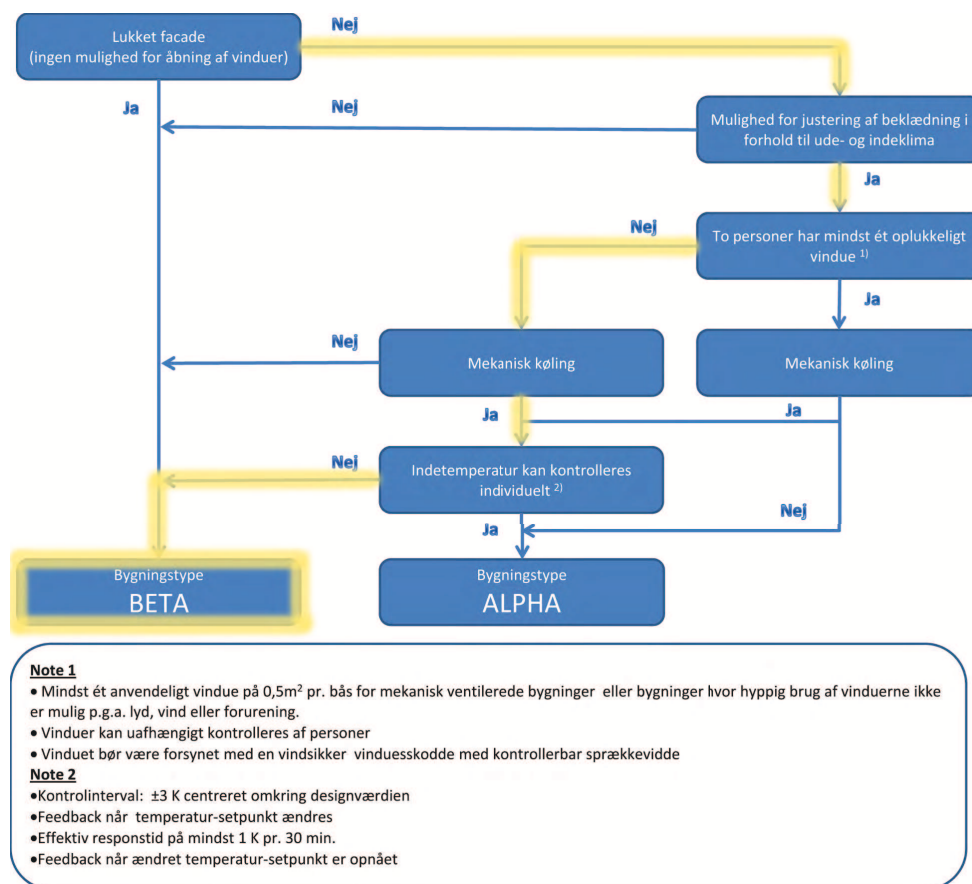 Lukket facade
(ingen mulighed for åbning af vinduer)
Nej
Ja
Nej
Mulighed for justering af beklædning i
forhold til ude- og indeklima
Ja
Nej
To personer har mindst ét oplukkeligt
vindue 1)
Ja
Nej
Mekanisk køling
Mekanisk køling
Ja
Ja
Nej
Indetemperatur kan kontrolleres
individuelt 2)
Nej
Ja
Bygningstype
BETA
Bygningstype
ALPHA
Note 1
• Mindst ét anvendeligt vindue på 0,5m² pr. bås for mekanisk ventilerede bygninger eller bygninger hvor hyppig brug af vinduerne ikke
er mulig p.g.a. lyd, vind eller forurening.
• Vinduer kan uafhængigt kontrolleres af personer
• Vinduet bør være forsynet med en vindsikker vinduesskodde med kontrollerbar sprækkevidde
Note 2
•Kontrolinterval: ±3 K centreret omkring designværdien
•Feedback når temperatur-setpunkt ændres
•Effektiv responstid på mindst 1 K pr. 30 min.
•Feedback når ændret temperatur-setpunkt er opnået